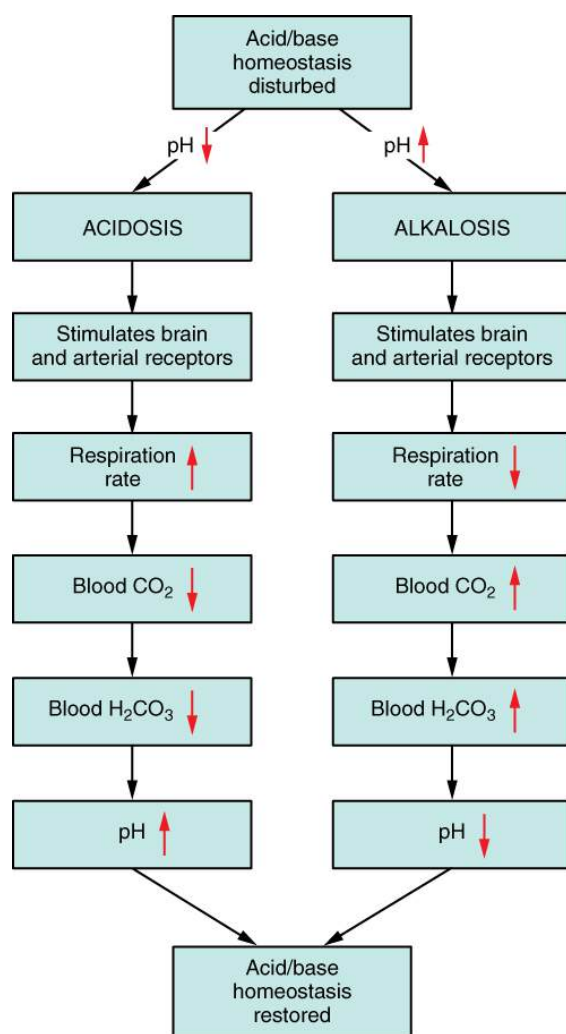 Acid/base
homeostasis
disturbed
pH
pH
ACIDOSIS
ALKALOSIS
Stimulates brain
and arterial receptors
Stimulates brain
and arterial receptors
Respiration
rate
Respiration
rate
Blood CO₂
Blood CO₂
Blood H₂CO₃
Blood H₂CO₃
pH
pH
Acid/base
homeostasis
restored